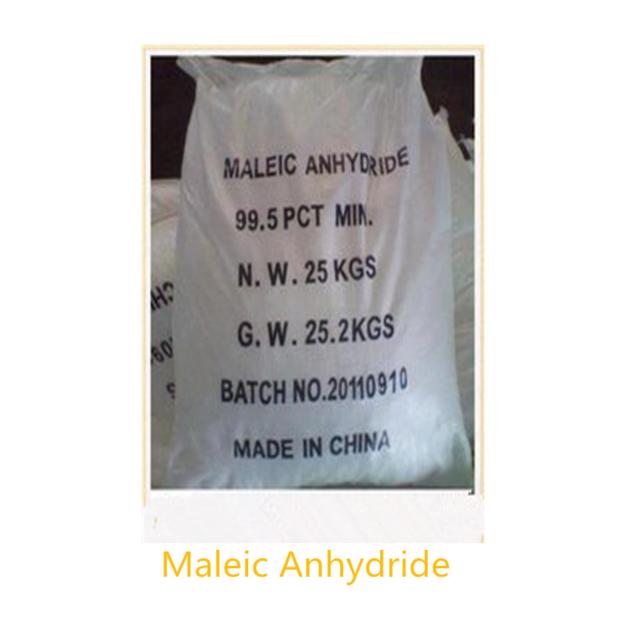 MALEIC ANHYDRIDE
99.5 PCT MIN.
N. W. 25 KGS
G. W. 25.2KGS
BATCH NO.20110910
MADE IN CHINA
Maleic Anhydride